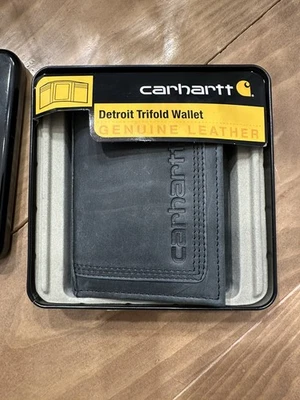 carhartt
Detroit Trifold Wallet
GENUINE LEATHER
carhartt